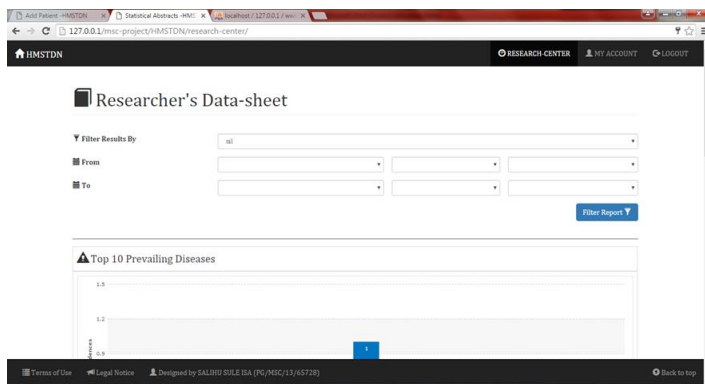 Add Patient -HMSTDN
Statistical Abstracts -HMS
localhost / 127.0.0.1 / www
127.0.0.1/msc-project/HMSTDN/research-center/
HMSTDN RESEARCH-CENTER MY ACCOUNT LOGOUT
Researcher's Data-sheet
Filter Results By nil
From
To
Filter Report
Top 10 Prevailing Diseases
1.5
1.2
1
0.9
Terms of Use Legal Notice Designed by SALIHU SULE ISA (PG/MSC/13/65728) Back to top